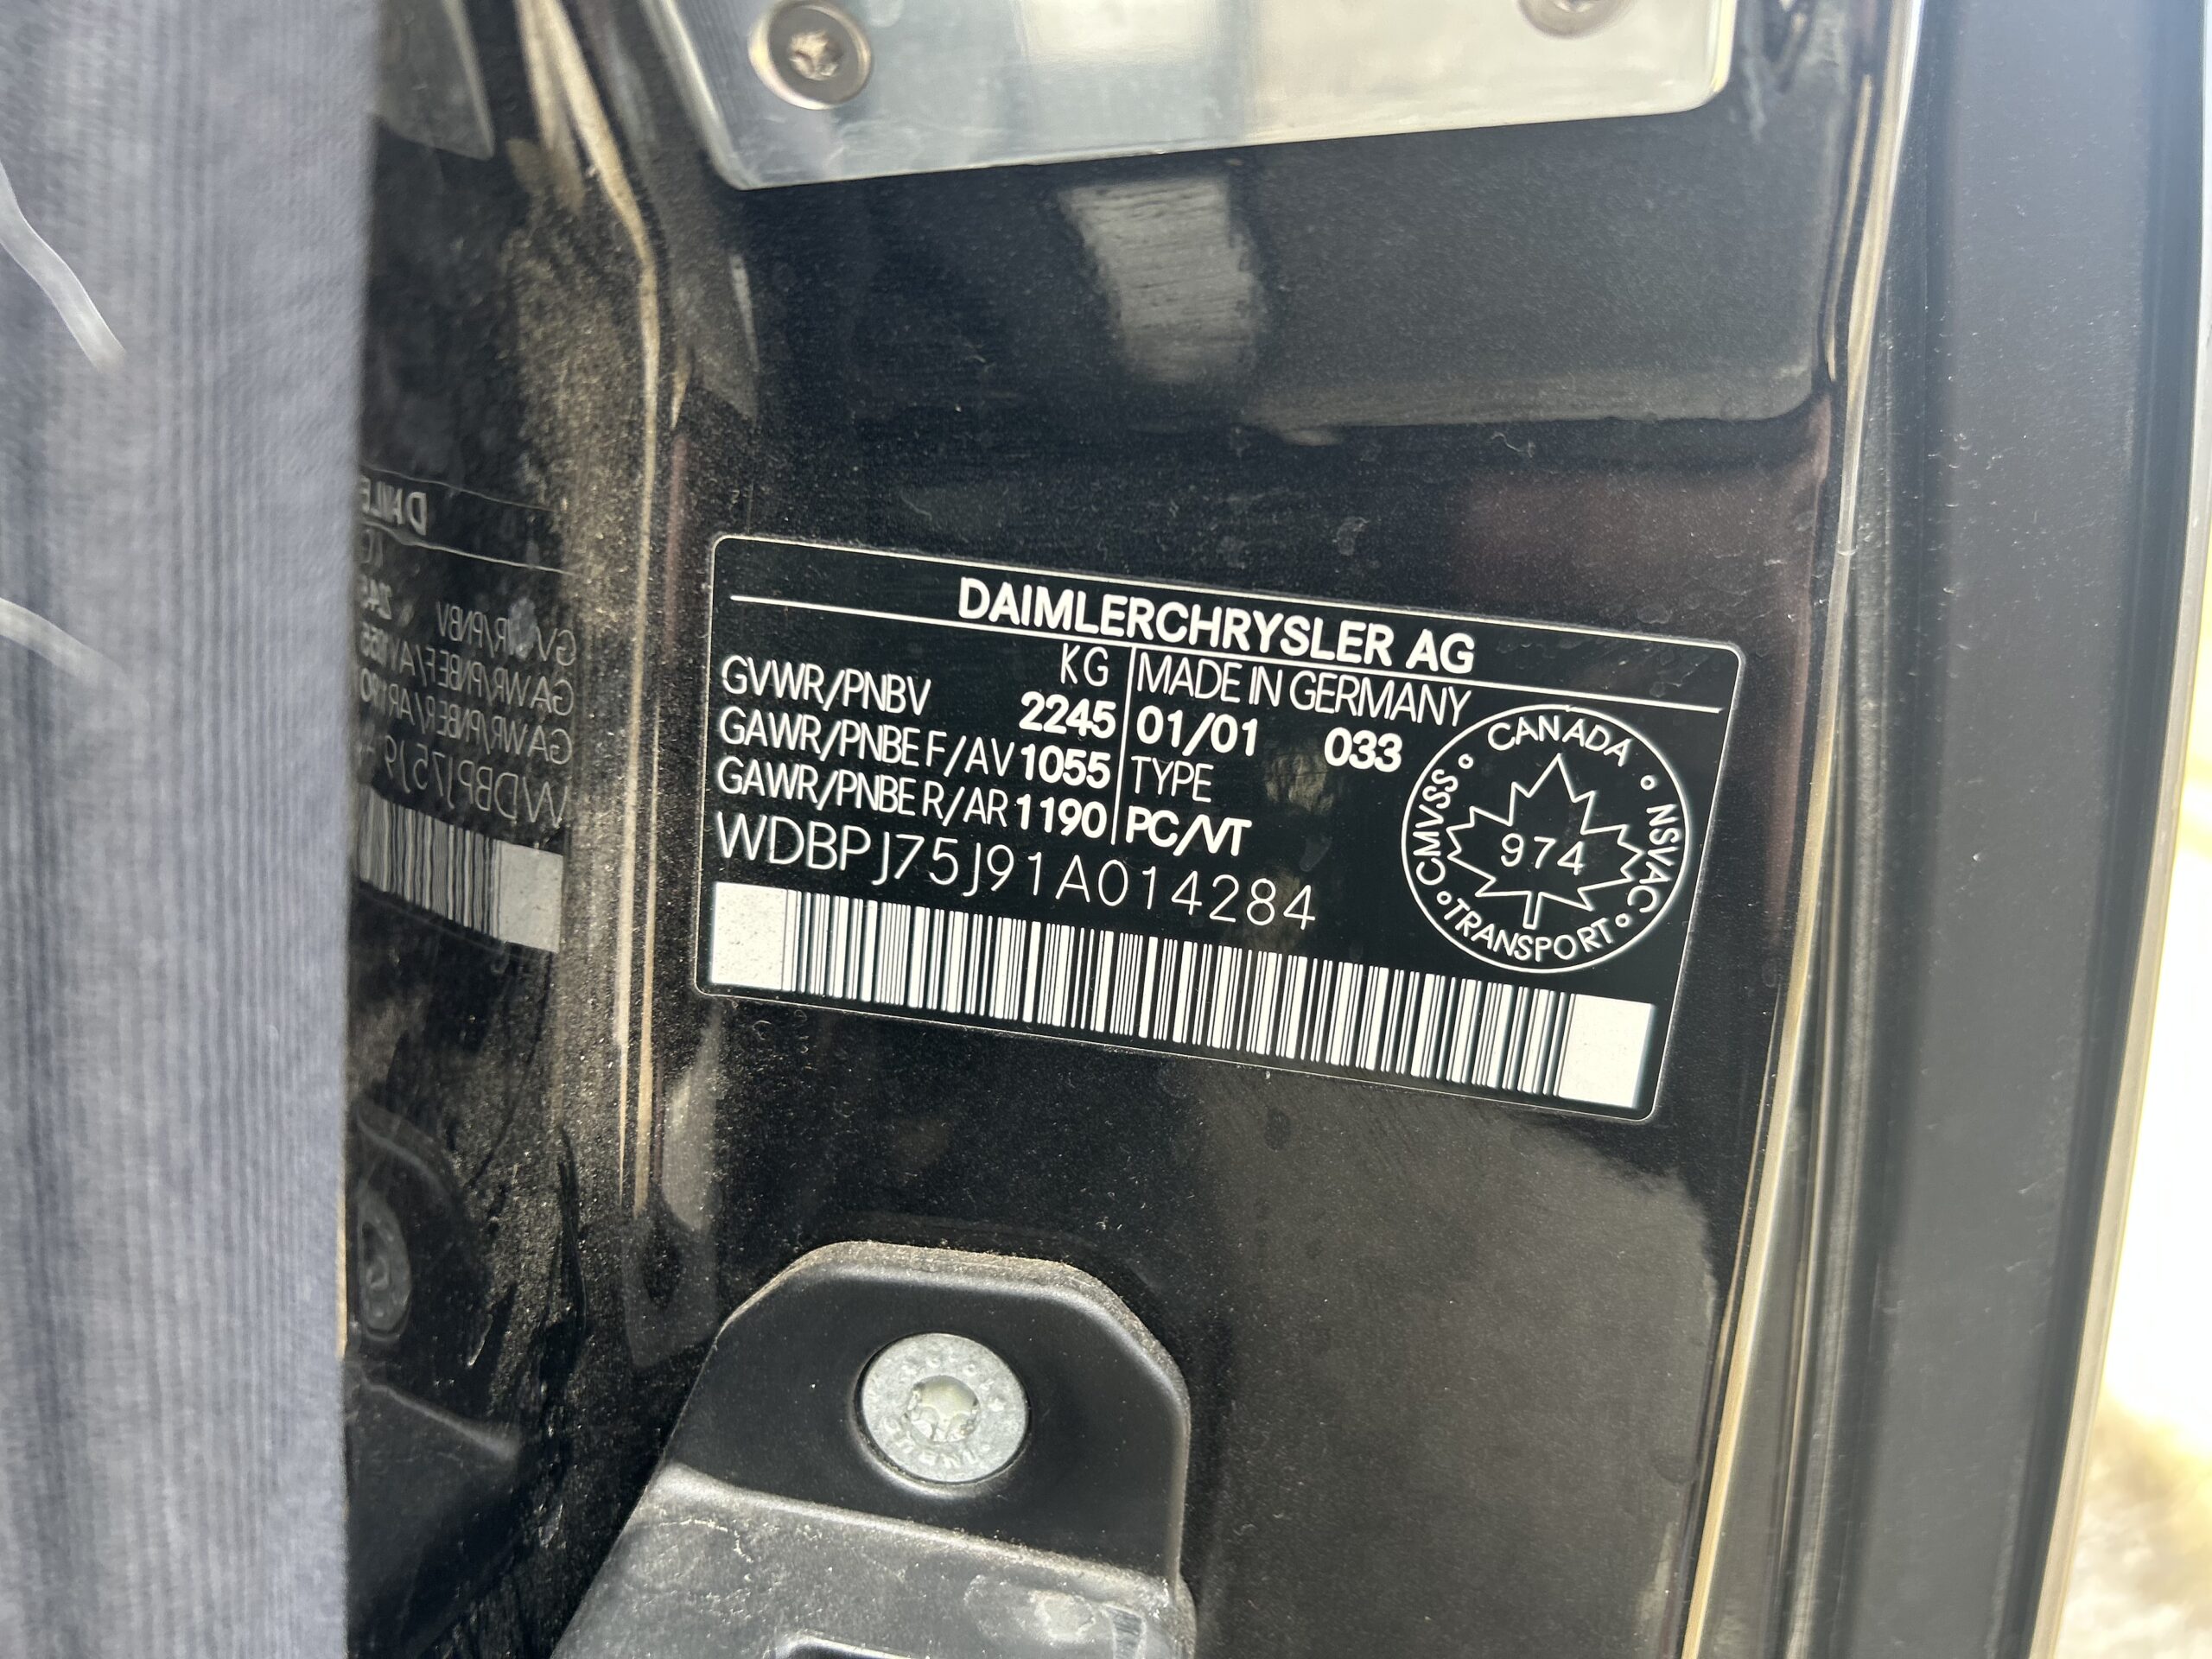 DAIMLERCHRYSLER AG
KG
MADE IN GERMANY
GVWR/PNBV 2245
01/01 033
GAWR/PNBE F/AV 1055
TYPE
GAWR/PNBE R/AR 1190
PC/VT
WDBPJ75J91A014284
CANADA
NSVAC
TRANSPORT
CMVSS
974